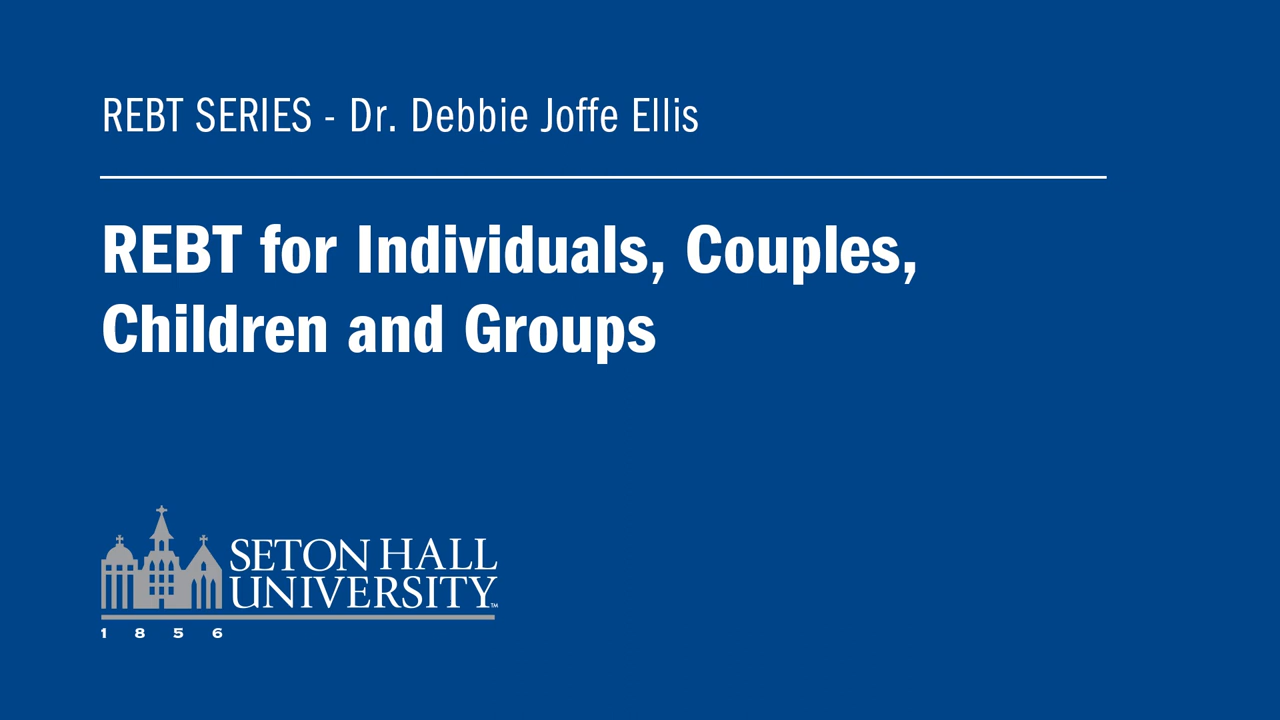 REBT SERIES - Dr. Debbie Joffe Ellis
REBT for Individuals, Couples,
Children and Groups
SETON HALL
UNIVERSITY™
1 8 5 6